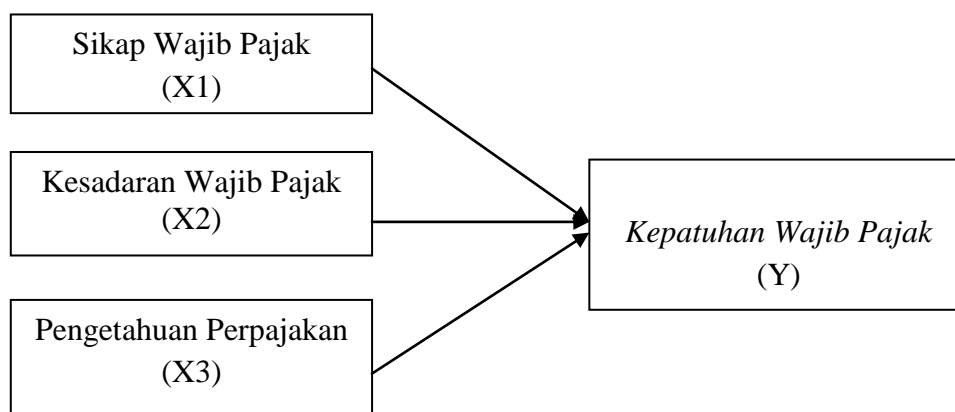 Sikap Wajib Pajak
(X1)
Kesadaran Wajib Pajak
(X2)
Kepatuhan Wajib Pajak
(Y)
Pengetahuan Perpajakan
(X3)